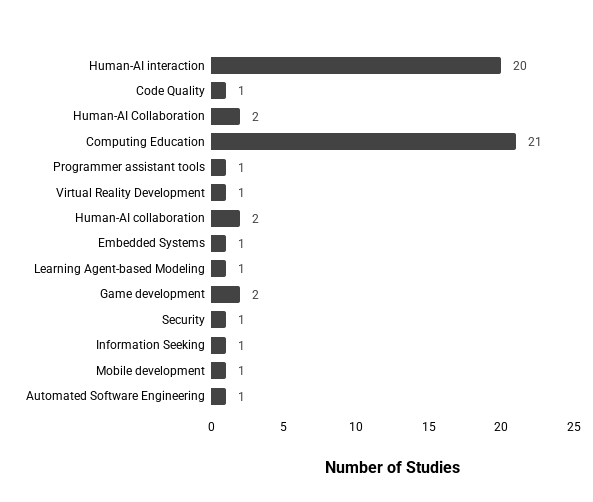 Human-AI interaction 20
Code Quality 1
Human-AI Collaboration 2
Computing Education 21
Programmer assistant tools 1
Virtual Reality Development 1
Human-AI collaboration 2
Embedded Systems 1
Learning Agent-based Modeling 1
Game development 2
Security 1
Information Seeking 1
Mobile development 1
Automated Software Engineering 1
0 5 10 15 20 25
Number of Studies